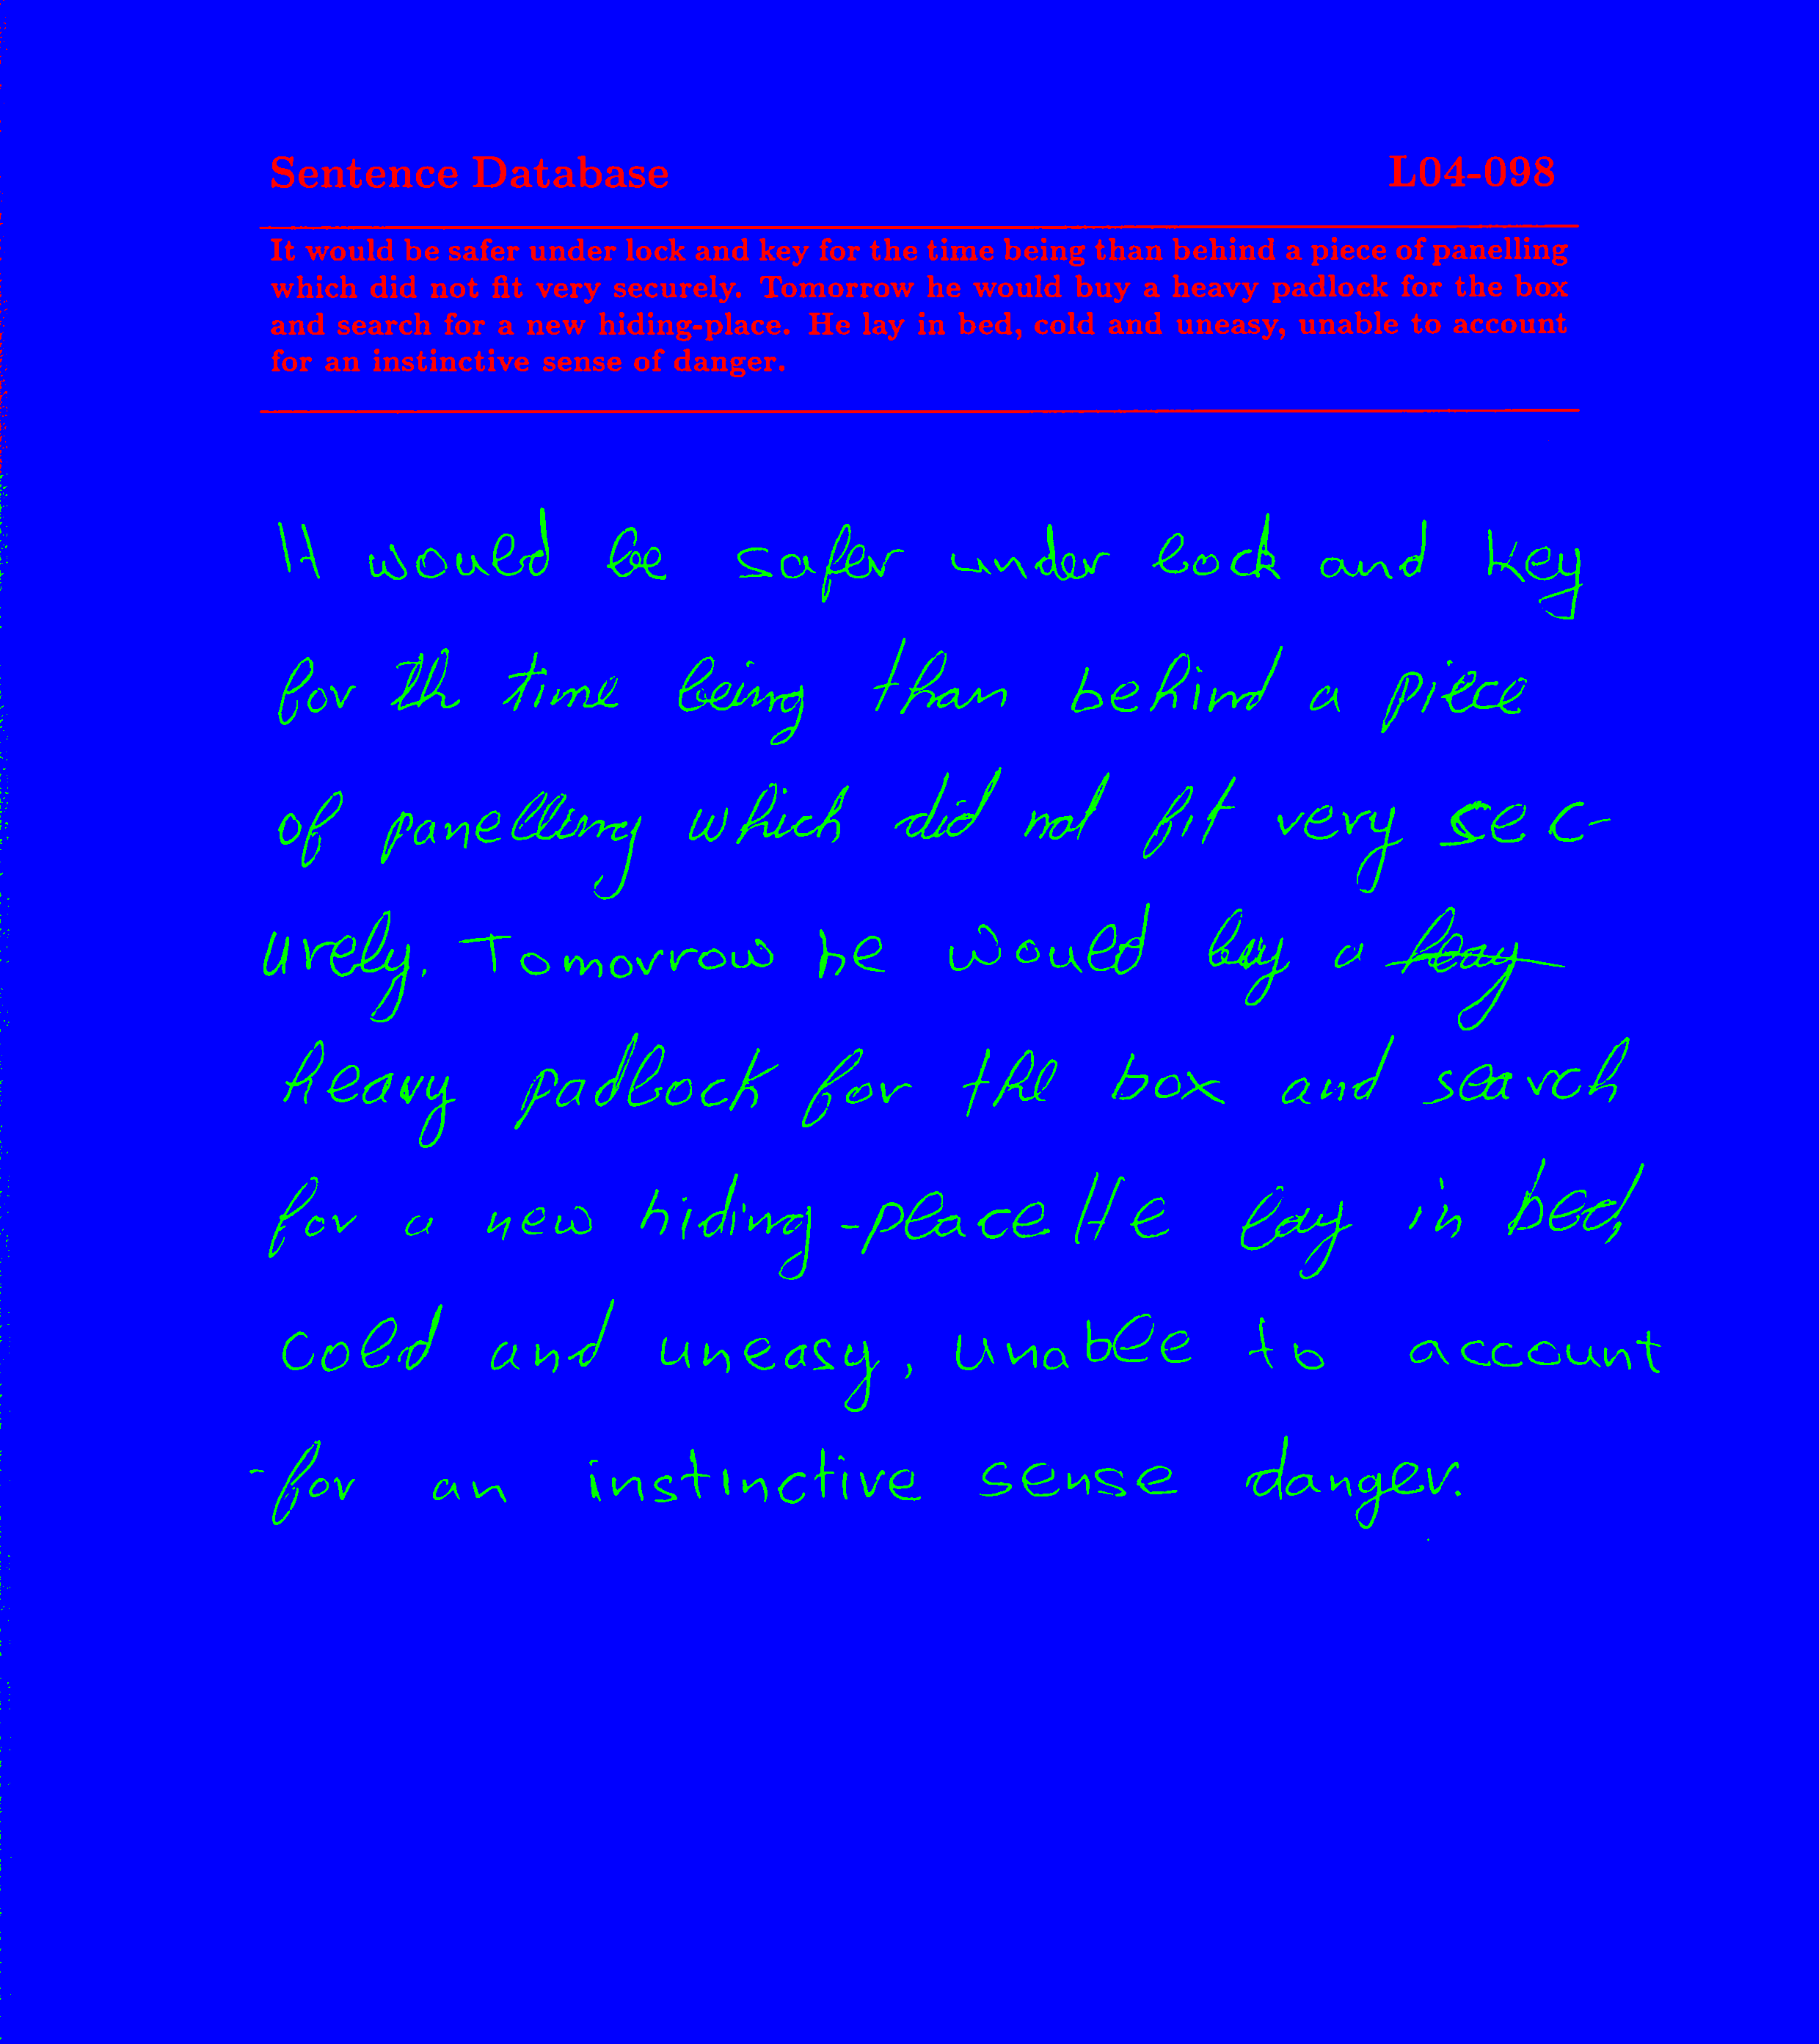 Sentence Database L04-098
It would be safer under lock and key for the time being than behind a piece of panelling
which did not fit very securely. Tomorrow he would buy a heavy padlock for the box
and search for a new hiding-place. He lay in bed, cold and uneasy, unable to account
for an instinctive sense of danger.
It would be safer under lock and key
for th time being than behind a piece
of panelling which did not fit very sec-
urely. Tomorrow he would buy a heay
heavy padlock for the box and search
for a new hiding-place He lay in bed,
cold and uneasy, unable to account
for an instinctive sense danger.